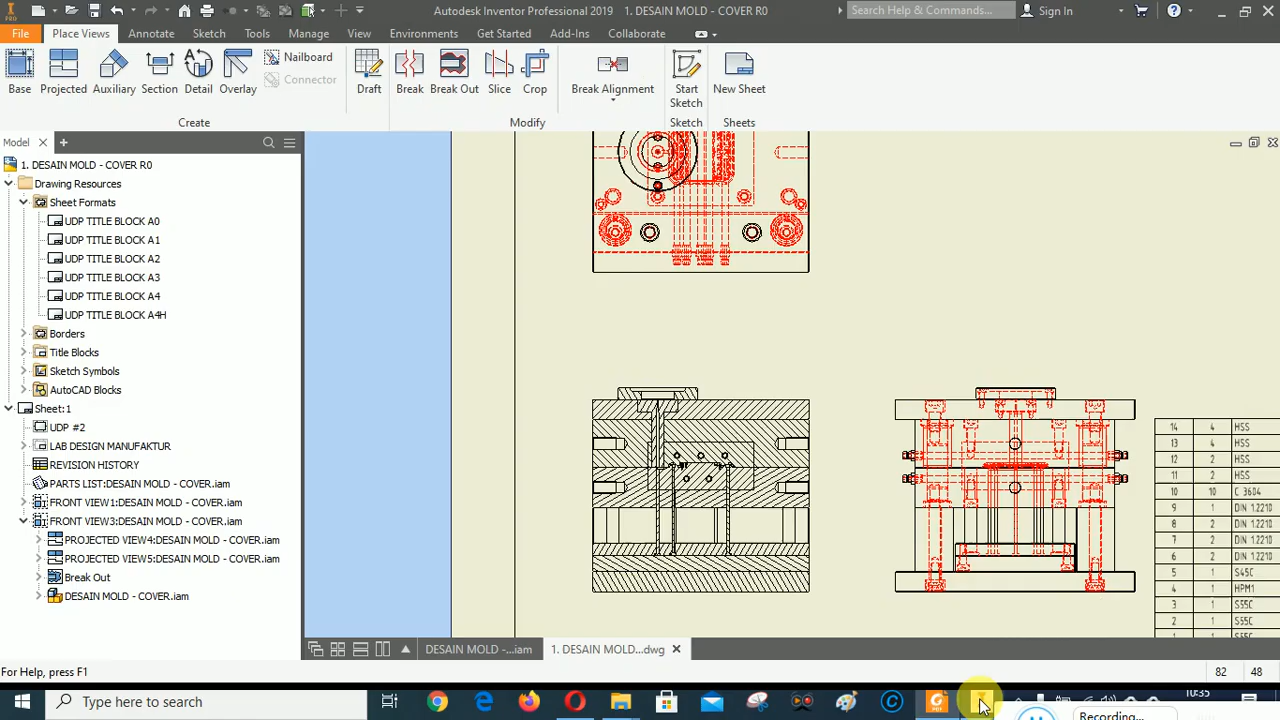 Autodesk Inventor Professional 2019 1. DESAIN MOLD - COVER R0
Search Help & Commands...
Sign In
PRO
File Place Views Annotate Sketch Tools Manage View Environments Get Started Add-Ins Collaborate
Base Projected Auxiliary Section Detail Overlay
Nailboard
Connector
Draft
Break Break Out Slice Crop
Break Alignment
Start Sketch
New Sheet
Create Modify Sketch Sheets
Model
1. DESAIN MOLD - COVER R0
Drawing Resources
Sheet Formats
UDP TITLE BLOCK A0
UDP TITLE BLOCK A1
UDP TITLE BLOCK A2
UDP TITLE BLOCK A3
UDP TITLE BLOCK A4
UDP TITLE BLOCK A4H
Borders
Title Blocks
Sketch Symbols
AutoCAD Blocks
Sheet:1
UDP #2
LAB DESIGN MANUFAKTUR
REVISION HISTORY
PARTS LIST:DESAIN MOLD - COVER.iam
FRONT VIEW1:DESAIN MOLD - COVER.iam
FRONT VIEW3:DESAIN MOLD - COVER.iam
PROJECTED VIEW4:DESAIN MOLD - COVER.iam
PROJECTED VIEW5:DESAIN MOLD - COVER.iam
Break Out
DESAIN MOLD - COVER.iam
14 4 HSS
13 4 HSS
12 2 HSS
11 2 HSS
10 10 C 3604
9 1 DIN 1.2210
8 2 DIN 1.2210
7 2 DIN 1.2210
6 2 DIN 1.2210
5 1 S45C
4 1 HPM1
3 1 S55C
2 1 S55C
1 1 S55C
DESAIN MOLD -...iam
1. DESAIN MOLD...dwg
For Help, press F1
82 48
Type here to search
10:35
Recording...